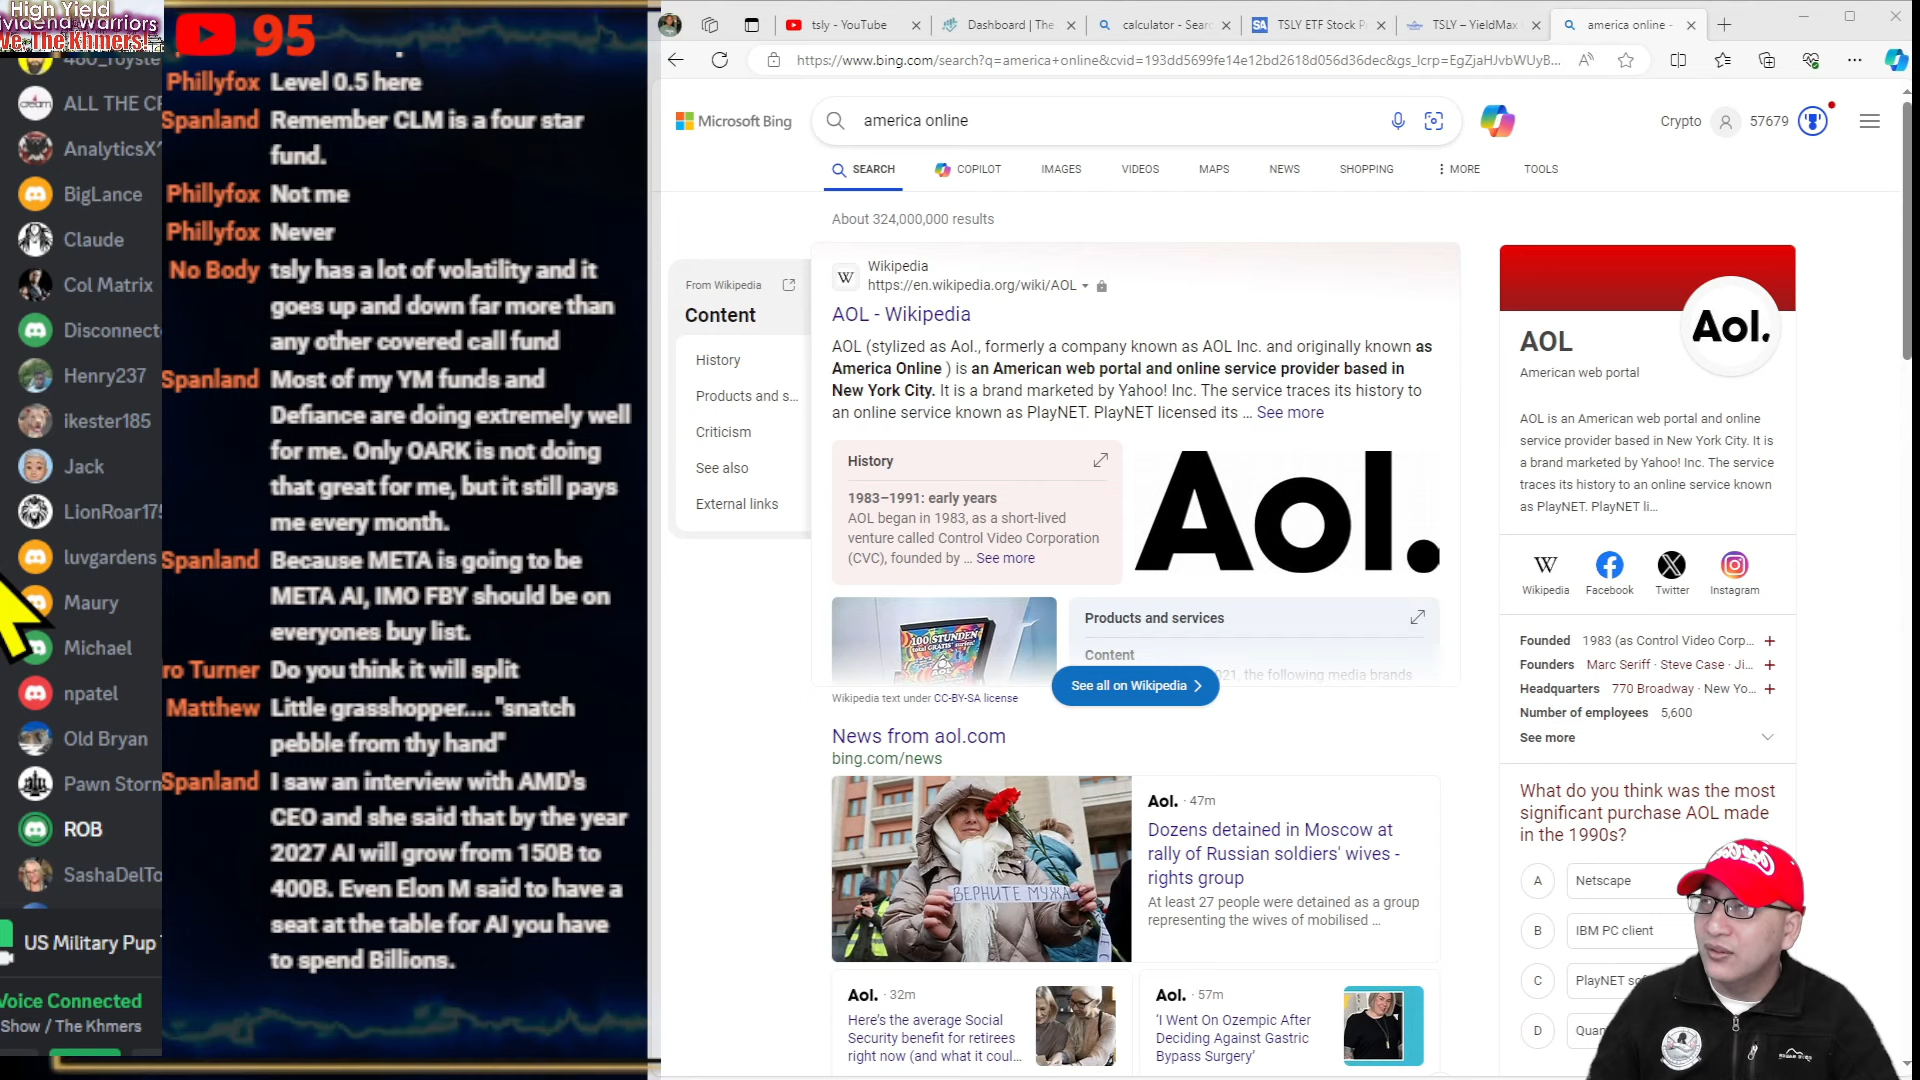 High Yield
ividend Warriors
We, The Khmers!
95
ALL THE CR
AnalyticsX
BigLance
Claude
Col Matrix
Disconnect
Henry237
ikester185
Jack
LionRoar175
luvgardens
Maury
Michael
npatel
Old Bryan
Pawn Storm
ROB
SashaDelTo
US Military Pup
Voice Connected
Show / The Khmers
Phillyfox Level 0.5 here
Spanland Remember CLM is a four star
fund.
Phillyfox Not me
Phillyfox Never
No Body tsly has a lot of volatility and it
goes up and down far more than
any other covered call fund
Spanland Most of my YM funds and
Defiance are doing extremely well
for me. Only OARK is not doing
that great for me, but it still pays
me every month.
Spanland Because META is going to be
META AI, IMO FBY should be on
everyones buy list.
ro Turner Do you think it will split
Matthew Little grasshopper.... "snatch
pebble from thy hand"
Spanland I saw an interview with AMD's
CEO and she said that by the year
2027 AI will grow from 150B to
400B. Even Elon M said to have a
seat at the table for AI you have
to spend Billions.
tsly - YouTube
Dashboard | The
calculator - Searc
SA TSLY ETF Stock P
TSLY – YieldMax
america online -
https://www.bing.com/search?q=america+online&cvid=193dd5699fe14e12bd2618d056d36dec&gs_lcrp=EgZjaHJvbWUyB...
Microsoft Bing
america online
Crypto
57679
SEARCH
COPILOT
IMAGES
VIDEOS
MAPS
NEWS
SHOPPING
MORE
TOOLS
About 324,000,000 results
From Wikipedia
Content
History
Products and s...
Criticism
See also
External links
W
Wikipedia
https://en.wikipedia.org/wiki/AOL
AOL - Wikipedia
AOL (stylized as Aol., formerly a company known as AOL Inc. and originally known as
America Online ) is an American web portal and online service provider based in
New York City. It is a brand marketed by Yahoo! Inc. The service traces its history to
an online service known as PlayNET. PlayNET licensed its ... See more
History
1983–1991: early years
AOL began in 1983, as a short-lived
venture called Control Video Corporation
(CVC), founded by ... See more
Aol.
100 STUNDEN
Products and services
Content
021, the following media brands
See all on Wikipedia
Wikipedia text under CC-BY-SA license
News from aol.com
bing.com/news
ВЕРНИТЕ МУЖА
Aol. · 47m
Dozens detained in Moscow at
rally of Russian soldiers' wives -
rights group
At least 27 people were detained as a group
representing the wives of mobilised ...
Aol. · 32m
Here's the average Social
Security benefit for retirees
right now (and what it coul...
Aol. · 57m
'I Went On Ozempic After
Deciding Against Gastric
Bypass Surgery'
Aol.
AOL
American web portal
AOL is an American web portal and online
service provider based in New York City. It is
a brand marketed by Yahoo! Inc. The service
traces its history to an online service known
as PlayNET. PlayNET li...
W
Wikipedia
Facebook
Twitter
Instagram
Founded 1983 (as Control Video Corp...
Founders Marc Seriff · Steve Case · Ji...
Headquarters 770 Broadway · New Yo...
Number of employees 5,600
See more
What do you think was the most
significant purchase AOL made
in the 1990s?
A Netscape
B IBM PC client
C PlayNET so
D Quan